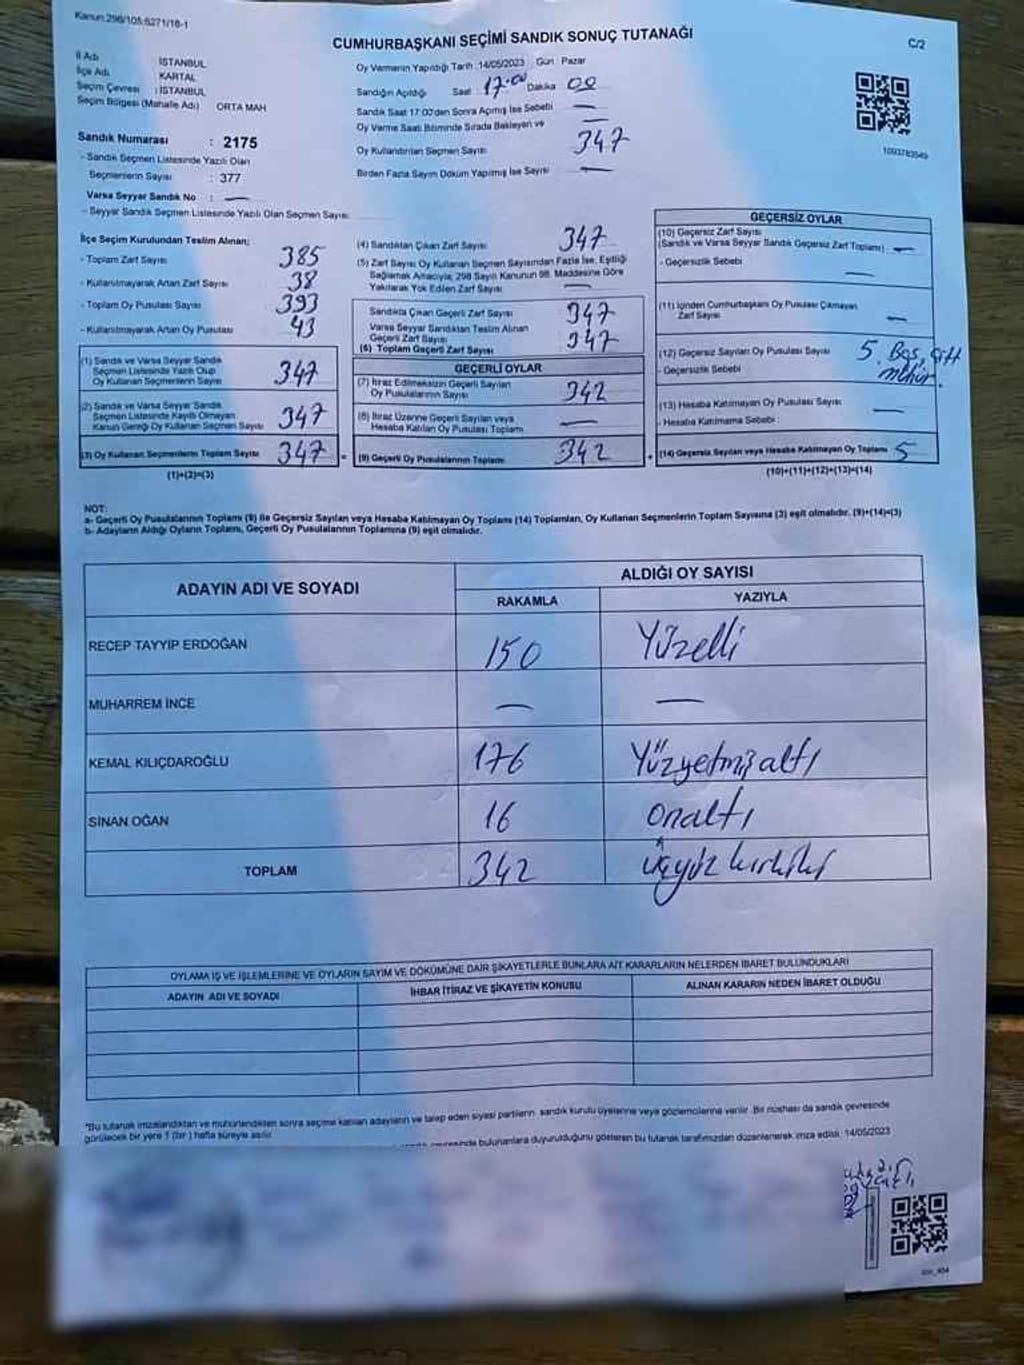 Kanun:298/105:6271/16-1
CUMHURBAŞKANI SEÇİMİ SANDIK SONUÇ TUTANAĞI
C/2
İl Adı : İSTANBUL
İlçe Adı : KARTAL
Seçim Çevresi : İSTANBUL
Seçim Bölgesi (Mahalle Adı) ORTA MAH
Sandık Numarası : 2175
- Sandık Seçmen Listesinde Yazılı Olan
Seçmenlerin Sayısı : 377
Varsa Seyyar Sandık No : —
- Seyyar Sandık Seçmen Listesinde Yazılı Olan Seçmen Sayısı:
Oy Vermenin Yapıldığı Tarih :14/05/2023 Gün : Pazar
Sandığın Açıldığı Saat : 17.00 Dakika 00
Sandık Saat 17:00'den Sonra Açılmış İse Sebebi —
Oy Verme Saati Bitiminde Sırada Bekleyen ve —
Oy Kullandırılan Seçmen Sayısı 347
Birden Fazla Sayım Döküm Yapılmış İse Sayısı —
İlçe Seçim Kurulundan Teslim Alınan:
- Toplam Zarf Sayısı 385
- Kullanılmayarak Artan Zarf Sayısı 38
- Toplam Oy Pusulası Sayısı 393
- Kullanılmayarak Artan Oy Pusulası 43
(1) Sandık ve Varsa Seyyar Sandık
Seçmen Listesinde Yazılı Olup
Oy Kullanan Seçmenlerin Sayısı 347
(2) Sandık ve Varsa Seyyar Sandık
Seçmen Listesinde Kayıtlı Olmayan
Kanun Gereği Oy Kullanan Seçmen Sayısı 347
(3) Oy Kullanan Seçmenlerin Toplam Sayısı 347
(1)+(2)=(3)
(4) Sandıktan Çıkan Zarf Sayısı 347
(5) Zarf Sayısı Oy Kullanan Seçmen Sayısından Fazla İse, Eşitliği
Sağlamak Amacıyla, 298 Sayılı Kanunun 98. Maddesine Göre
Yakılarak Yok Edilen Zarf Sayısı —
Sandıkta Çıkan Geçerli Zarf Sayısı 347
Varsa Seyyar Sandıktan Teslim Alınan
Geçerli Zarf Sayısı
(6) Toplam Geçerli Zarf Sayısı 347
GEÇERLİ OYLAR
(7) İtiraz Edilmeksizin Geçerli Sayılan
Oy Pusulalarının Sayısı 342
(8) İtiraz Üzerine Geçerli Sayılan veya
Hesaba Katılan Oy Pusulası Toplamı —
(9) Geçerli Oy Pusulalarının Toplamı 342
GEÇERSİZ OYLAR
(10) Geçersiz Zarf Sayısı
(Sandık ve Varsa Seyyar Sandık Geçersiz Zarf Toplamı) —
- Geçersizlik Sebebi —
(11) İçinden Cumhurbaşkanı Oy Pusulası Çıkmayan
Zarf Sayısı —
(12) Geçersiz Sayılan Oy Pusulası Sayısı 5. Boş, çift
- Geçersizlik Sebebi mühür.
(13) Hesaba Katılmayan Oy Pusulası Sayısı —
- Hesaba Katılmama Sebebi :
(14) Geçersiz Sayılan veya Hesaba Katılmayan Oy Toplamı 5
(10)+(11)+(12)+(13)=(14)
NOT:
a- Geçerli Oy Pusulalarının Toplamı (9) ile Geçersiz Sayılan veya Hesaba Katılmayan Oy Toplamı (14) Toplamları, Oy Kullanan Seçmenlerin Toplam Sayısına (3) eşit olmalıdır. (9)+(14)=(3)
b- Adayların Aldığı Oyların Toplamı, Geçerli Oy Pusulalarının Toplamına (9) eşit olmalıdır.
ADAYIN ADI VE SOYADI ALDIĞI OY SAYISI
RAKAMLA YAZIYLA
RECEP TAYYİP ERDOĞAN 150 Yüzelli
MUHARREM İNCE — —
KEMAL KILIÇDAROĞLU 176 Yüzyetmişaltı
SİNAN OĞAN 16 onaltı
TOPLAM 342 üçyüz kırkiki
OYLAMA İŞ VE İŞLEMLERİNE VE OYLARIN SAYIM VE DÖKÜMÜNE DAİR ŞİKAYETLERLE BUNLARA AİT KARARLARIN NELERDEN İBARET BULUNDUKLARI
ADAYIN ADI VE SOYADI İHBAR İTİRAZ VE ŞİKAYETİN KONUSU ALINAN KARARIN NEDEN İBARET OLDUĞU
*Bu tutanak imzalandıktan ve mühürlendikten sonra seçime katılan adayların ve talep eden siyasi partilerin, sandık kurulu üyelerine veya gözlemcilerine verilir. Bir nüshası da sandık çevresinde
görülecek bir yere 1 (bir) hafta süreyle asılır.
çevresinde bulunanlara duyurulduğunu gösteren bu tutanak tarafımızdan düzenlenerek imza edildi. 14/05/2023